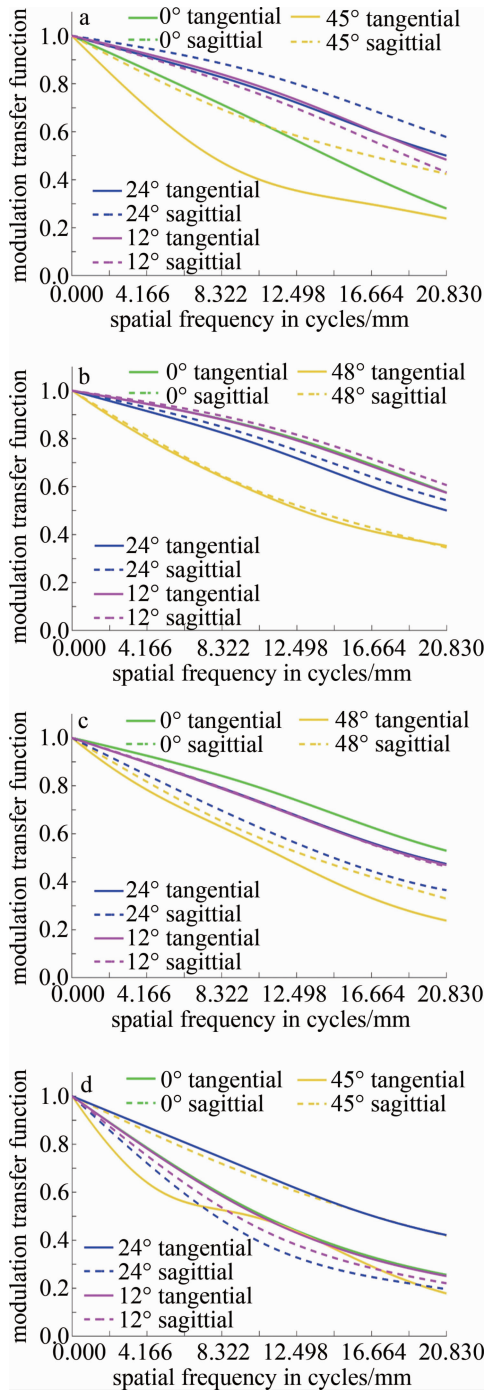 a
0° tangential 45° tangential
0° sagittial 45° sagittial
1.0
0.8
0.6
0.4
0.2
0.0
modulation transfer function
24° tangential
24° sagittial
12° tangential
12° sagittial
0.000 4.166 8.322 12.498 16.664 20.830
spatial frequency in cycles/mm
b
0° tangential 48° tangential
0° sagittial 48° sagittial
1.0
0.8
0.6
0.4
0.2
0.0
modulation transfer function
24° tangential
24° sagittial
12° tangential
12° sagittial
0.000 4.166 8.322 12.498 16.664 20.830
spatial frequency in cycles/mm
c
0° tangential 48° tangential
0° sagittial 48° sagittial
1.0
0.8
0.6
0.4
0.2
0.0
modulation transfer function
24° tangential
24° sagittial
12° tangential
12° sagittial
0.000 4.166 8.322 12.498 16.664 20.830
spatial frequency in cycles/mm
d
0° tangential 45° tangential
0° sagittial 45° sagittial
1.0
0.8
0.6
0.4
0.2
0.0
modulation transfer function
24° tangential
24° sagittial
12° tangential
12° sagittial
0.000 4.166 8.322 12.498 16.664 20.830
spatial frequency in cycles/mm